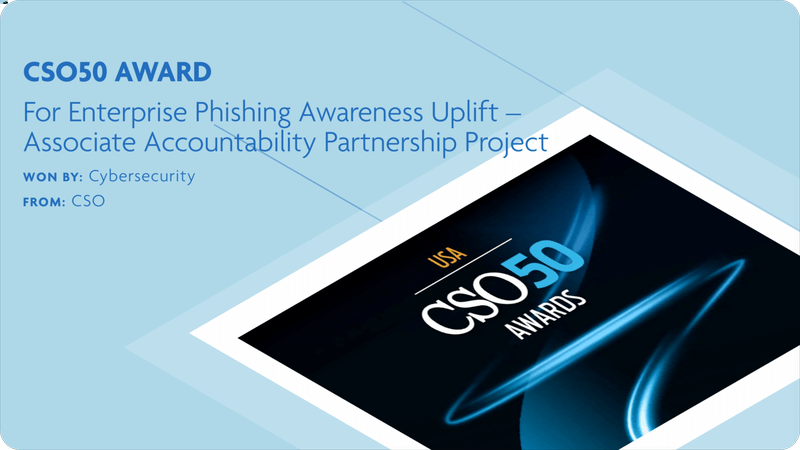 CSO50 AWARD
For Enterprise Phishing Awareness Uplift –
Associate Accountability Partnership Project
WON BY: Cybersecurity
FROM: CSO
USA
CSO50
AWARDS